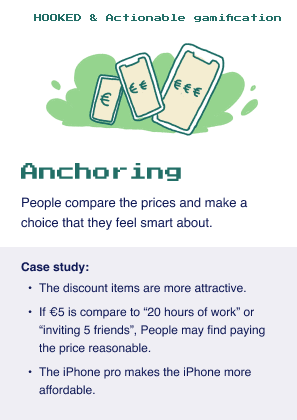 HOOKED & Actionable gamification
€
€€
€€€
Anchoring
People compare the prices and make a
choice that they feel smart about.
Case study:
• The discount items are more attractive.
• If €5 is compare to “20 hours of work” or
“inviting 5 friends”, People may find paying
the price reasonable.
• The iPhone pro makes the iPhone more
affordable.